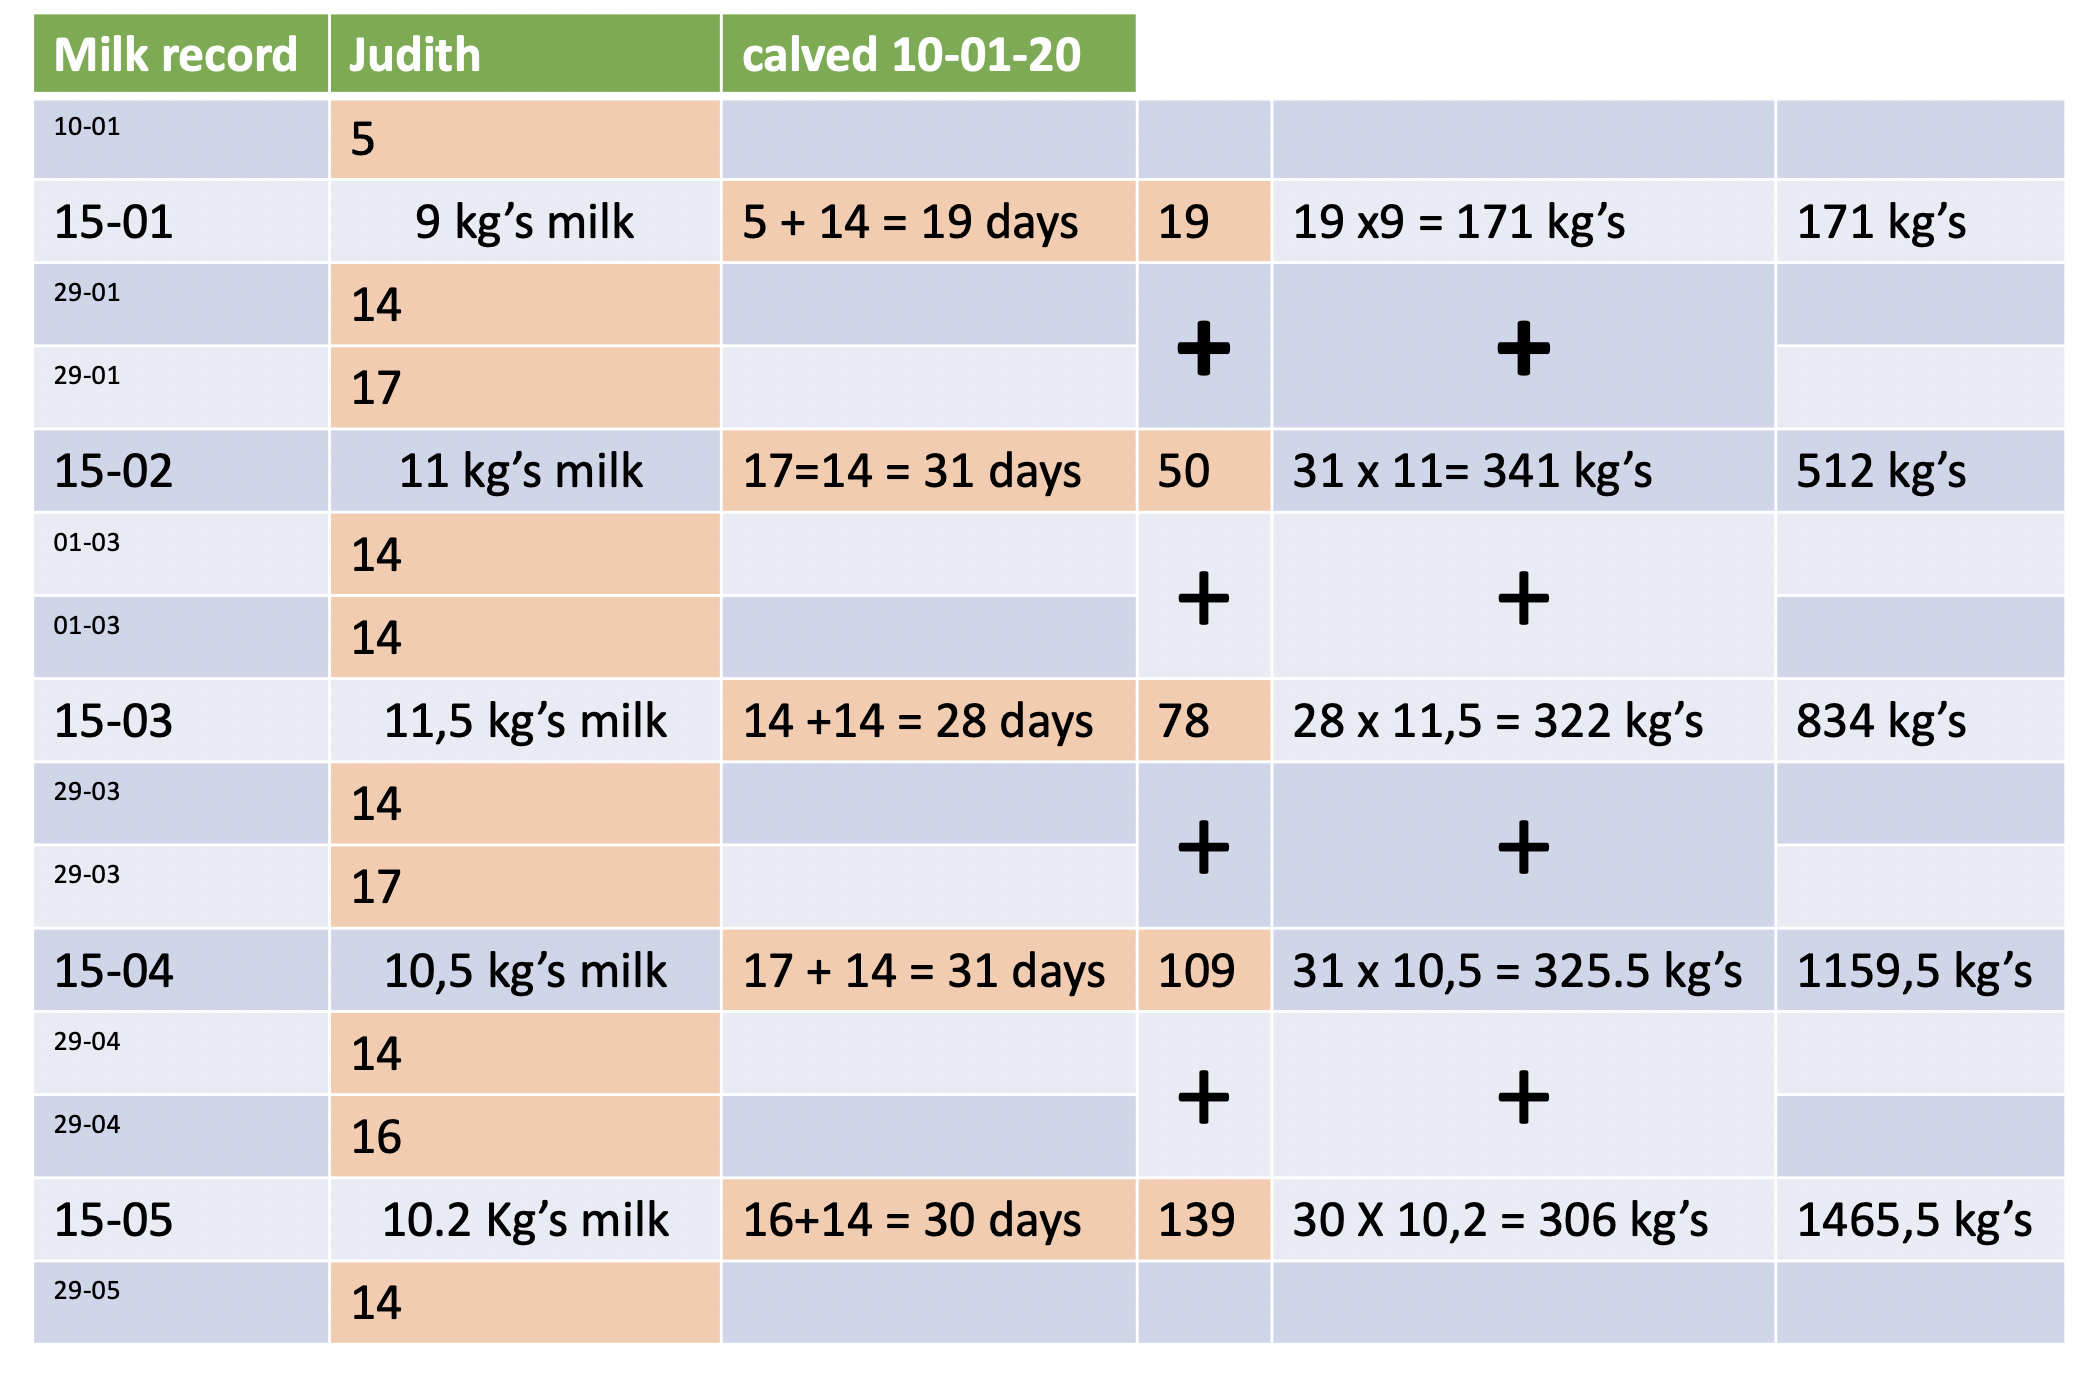 Milk record Judith calved 10-01-20
10-01 5
15-01 9 kg’s milk 5 + 14 = 19 days 19 19 x9 = 171 kg’s 171 kg’s
29-01 14
+ +
29-01 17
15-02 11 kg’s milk 17=14 = 31 days 50 31 x 11= 341 kg’s 512 kg’s
01-03 14
+ +
01-03 14
15-03 11,5 kg’s milk 14 +14 = 28 days 78 28 x 11,5 = 322 kg’s 834 kg’s
29-03 14
+ +
29-03 17
15-04 10,5 kg’s milk 17 + 14 = 31 days 109 31 x 10,5 = 325.5 kg’s 1159,5 kg’s
29-04 14
+ +
29-04 16
15-05 10.2 Kg’s milk 16+14 = 30 days 139 30 X 10,2 = 306 kg’s 1465,5 kg’s
29-05 14